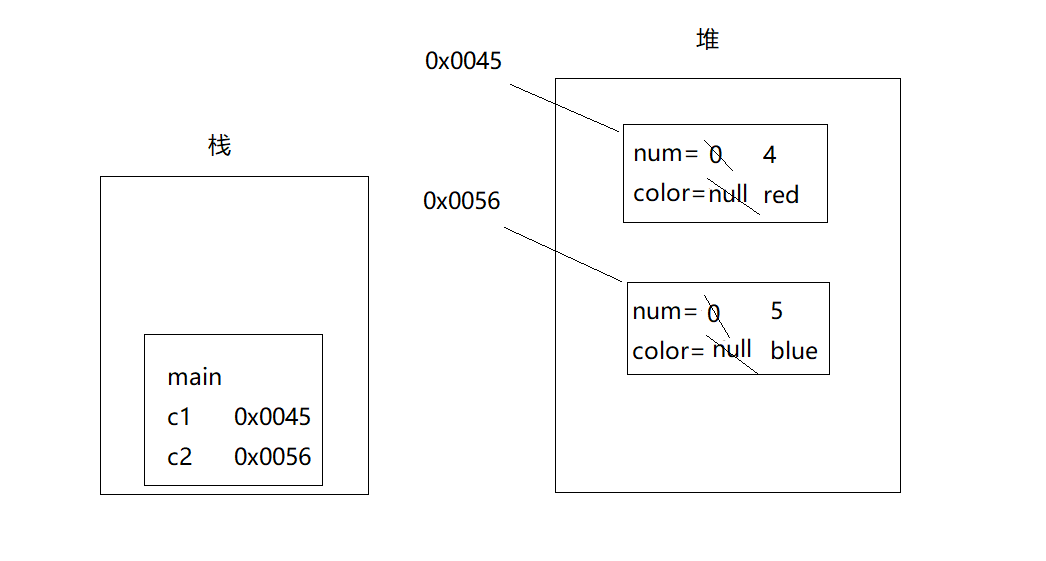 栈
main
c1 0x0045
c2 0x0056
堆
0x0045
num= 0 4
color= null red
0x0056
num= 0 5
color= null blue